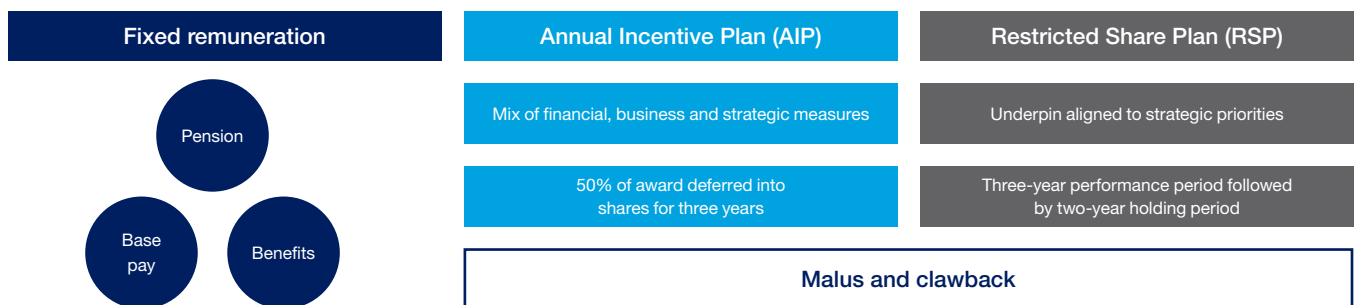 Fixed remuneration
Pension
Base
pay
Benefits
Annual Incentive Plan (AIP)
Mix of financial, business and strategic measures
50% of award deferred into
shares for three years
Restricted Share Plan (RSP)
Underpin aligned to strategic priorities
Three-year performance period followed
by two-year holding period
Malus and clawback